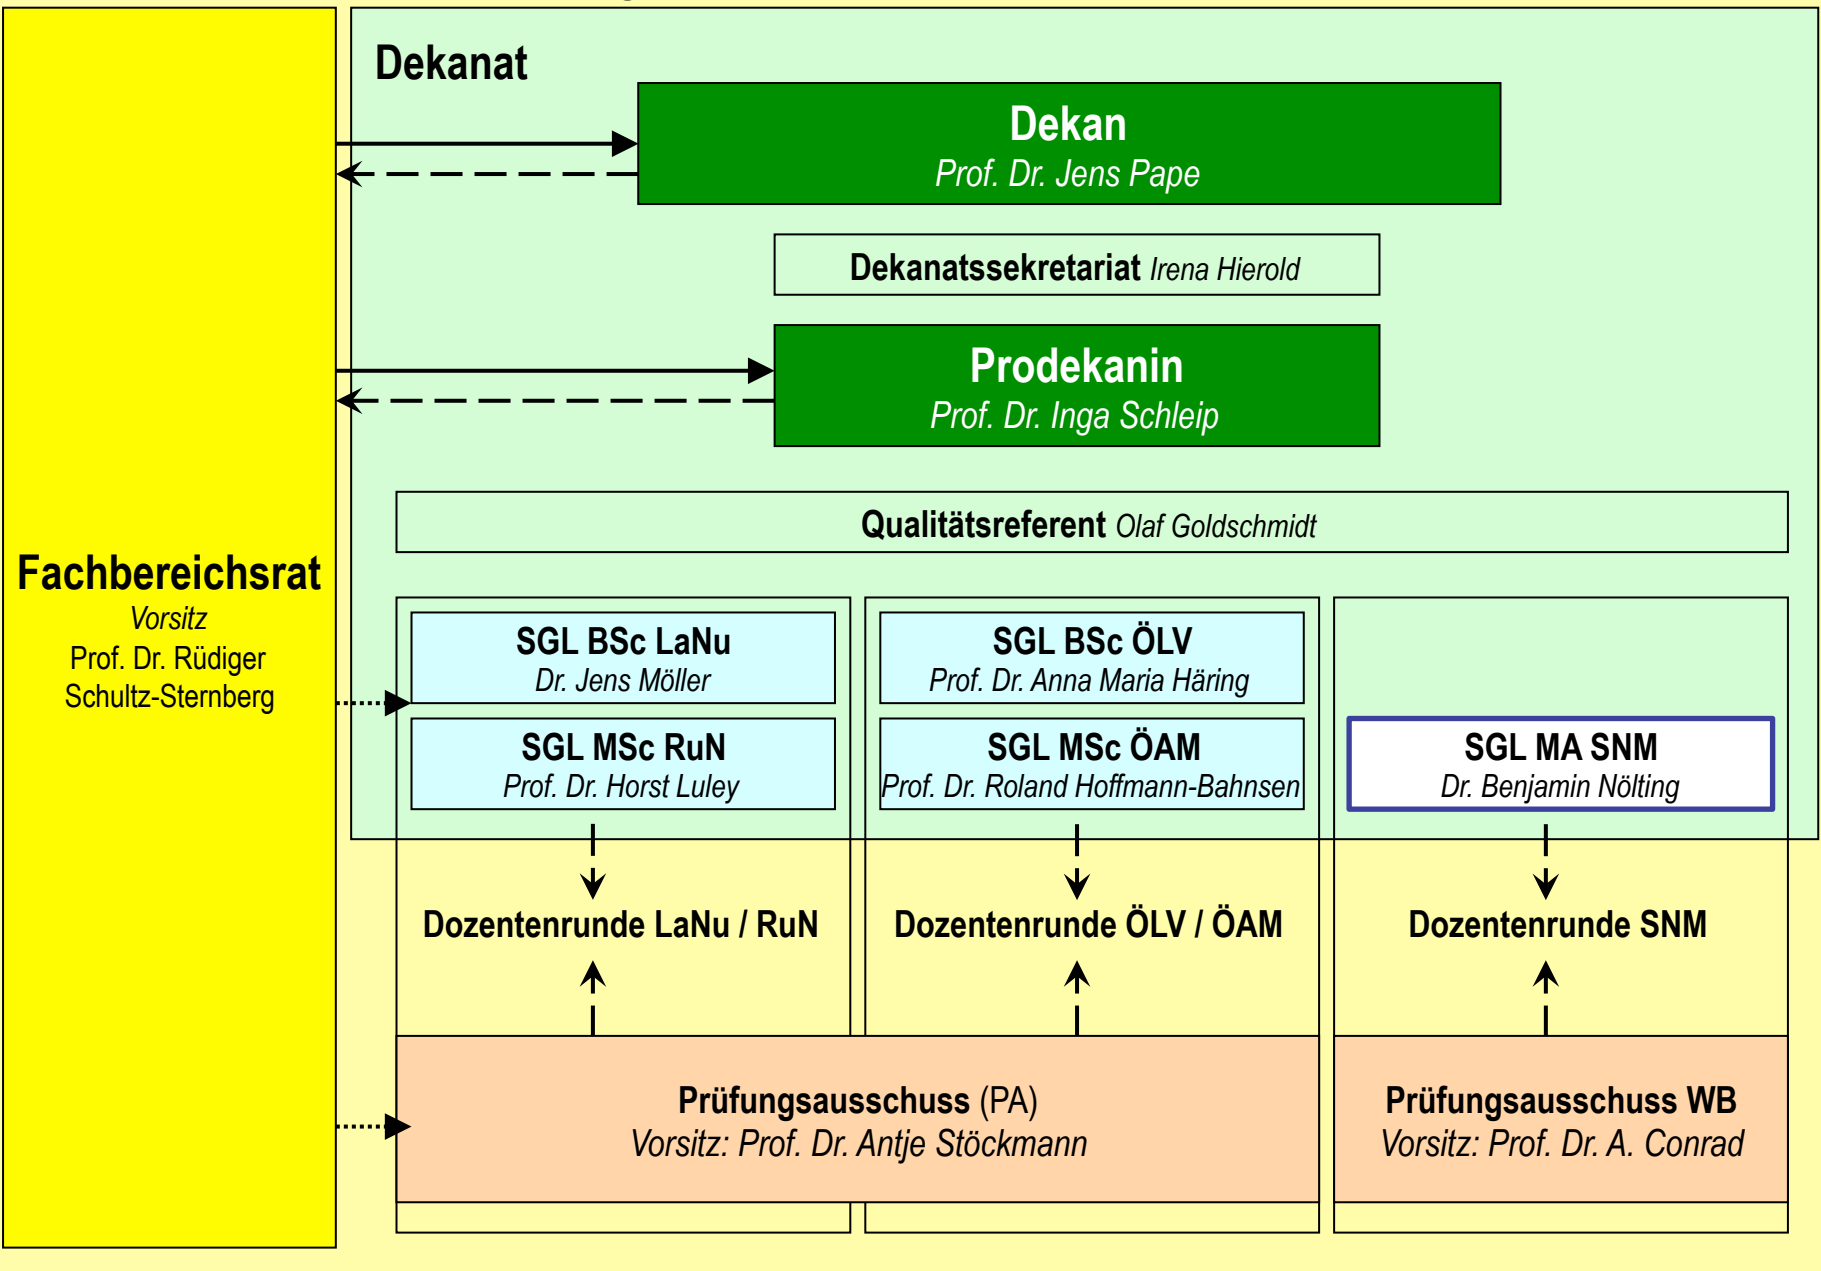 Dekanat
Dekan
Prof. Dr. Jens Pape
Dekanatssekretariat Irena Hierold
Prodekanin
Prof. Dr. Inga Schleip
Qualitätsreferent Olaf Goldschmidt
Fachbereichsrat
Vorsitz
Prof. Dr. Rüdiger
Schultz-Sternberg
SGL BSc LaNu
Dr. Jens Möller
SGL MSc RuN
Prof. Dr. Horst Luley
SGL BSc ÖLV
Prof. Dr. Anna Maria Häring
SGL MSc ÖAM
Prof. Dr. Roland Hoffmann-Bahnsen
SGL MA SNM
Dr. Benjamin Nölting
Dozentenrunde LaNu / RuN
Dozentenrunde ÖLV / ÖAM
Dozentenrunde SNM
Prüfungsausschuss (PA)
Vorsitz: Prof. Dr. Antje Stöckmann
Prüfungsausschuss WB
Vorsitz: Prof. Dr. A. Conrad